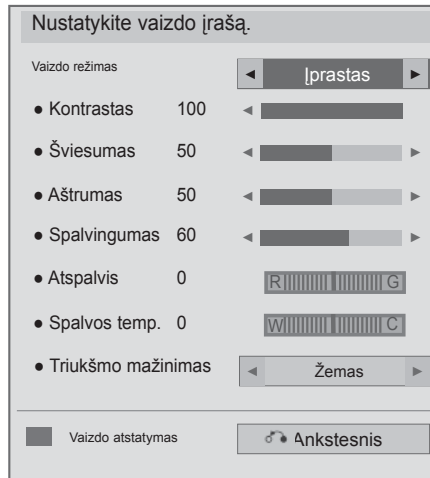 Nustatykite vaizdo įrašą.
Vaizdo režimas
◄ Įprastas ►
● Kontrastas 100
● Šviesumas 50
● Aštrumas 50
● Spalvingumas 60
● Atspalvis 0 R G
● Spalvos temp. 0 W C
● Triukšmo mažinimas ◄ Žemas ►
Vaizdo atstatymas Ankstesnis